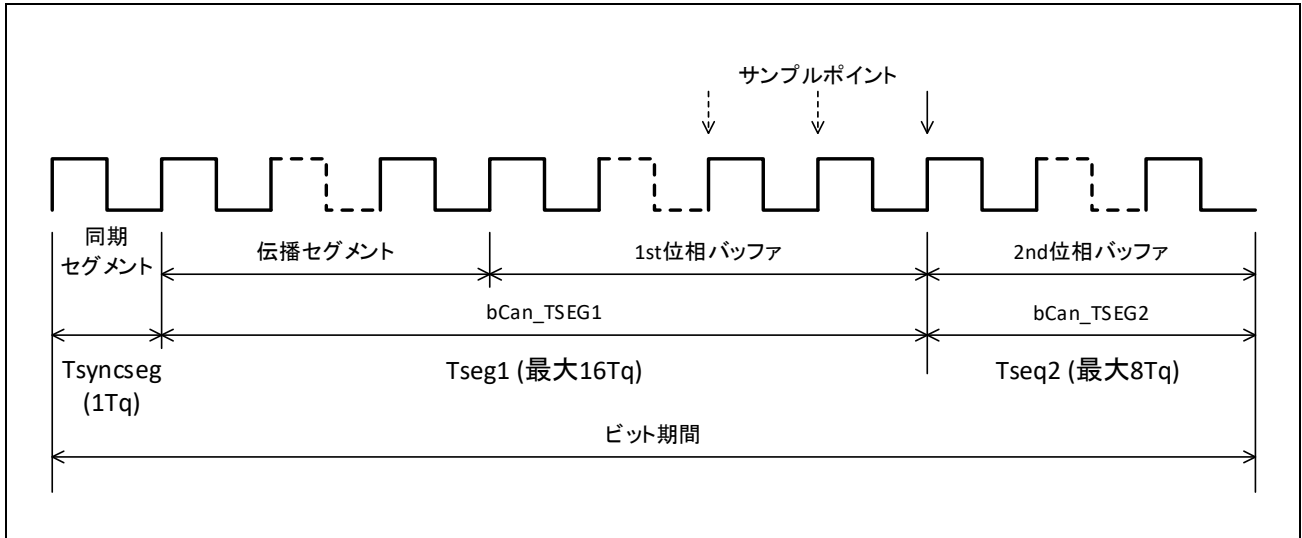 サンプルポイント
同期
セグメント
伝播セグメント
1st位相バッファ
2nd位相バッファ
bCan_TSEG1
bCan_TSEG2
Tsyncseg
(1Tq)
Tseg1 (最大16Tq)
Tseq2 (最大8Tq)
ビット期間